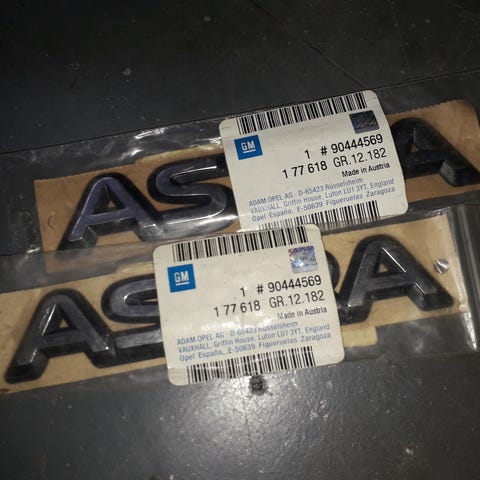 ASTRA
GM
1 # 90444569
1 77 618 GR.12.182
Made in Austria
ADAM OPEL AG - D-65423 Rüsselsheim
VAUXHALL, Griffin House, Luton LU1 3YT, England
Opel España, E-50639 Figueruelas Zaragoza
ASTRA
GM
1 # 90444569
1 77 618 GR.12.182
Made in Austria
ADAM OPEL AG - D-65423 Rüsselsheim
VAUXHALL, Griffin House, Luton LU1 3YT, England
Opel España, E-50639 Figueruelas Zaragoza